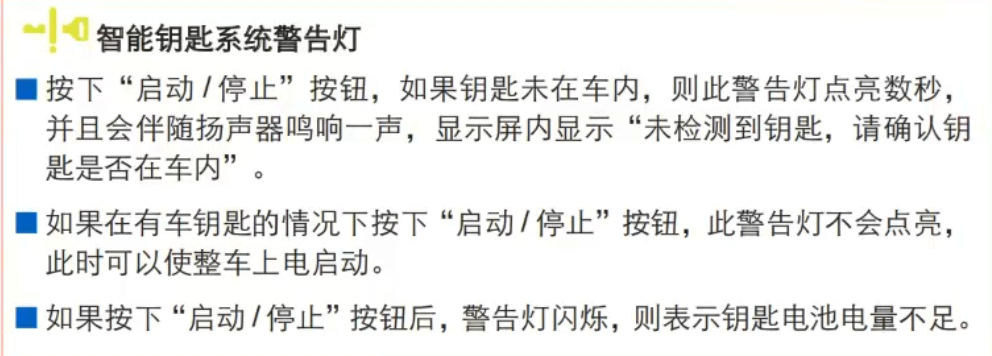 智能钥匙系统警告灯
■ 按下“启动/停止”按钮，如果钥匙未在车内，则此警告灯点亮数秒，
并且会伴随扬声器鸣响一声，显示屏内显示“未检测到钥匙，请确认钥
匙是否在车内”。
■ 如果在有车钥匙的情况下按下“启动/停止”按钮，此警告灯不会点亮，
此时可以使整车上电启动。
■ 如果按下“启动/停止”按钮后，警告灯闪烁，则表示钥匙电池电量不足。